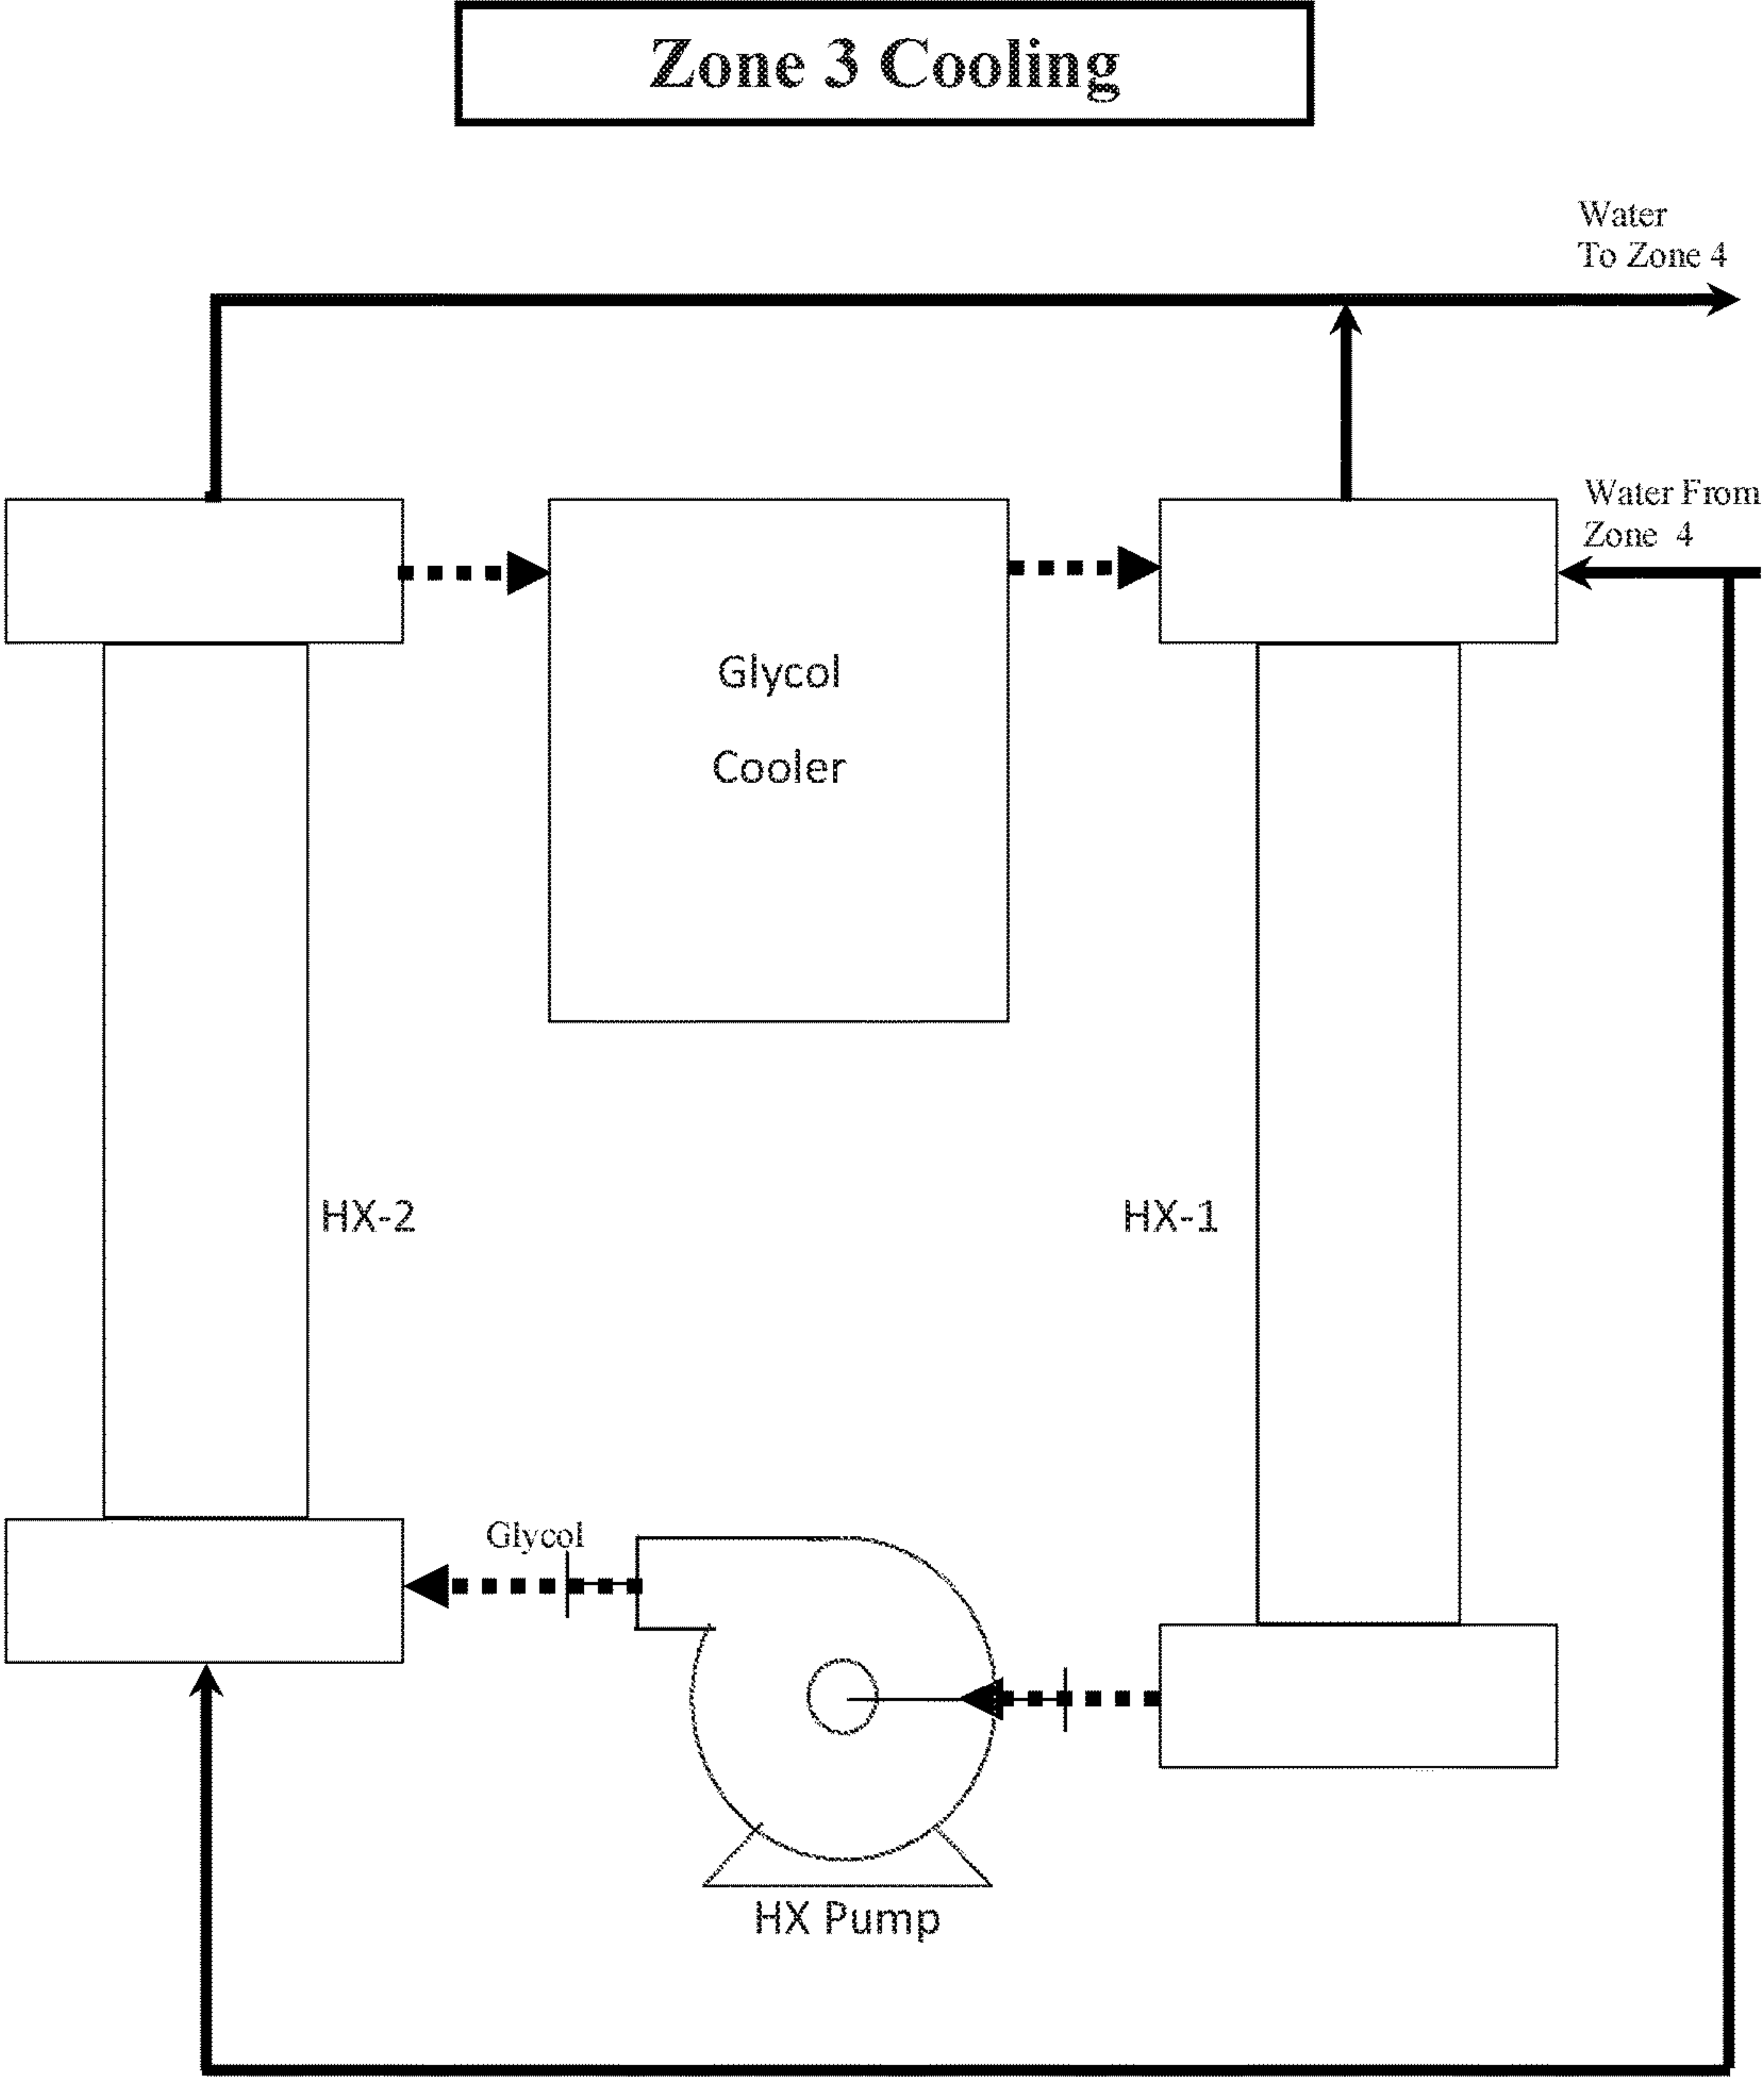 Zone 3 Cooling
Water
To Zone 4
Water From
Zone 4
Glycol
Cooler
HX-2
HX-1
Glycol
HX Pump